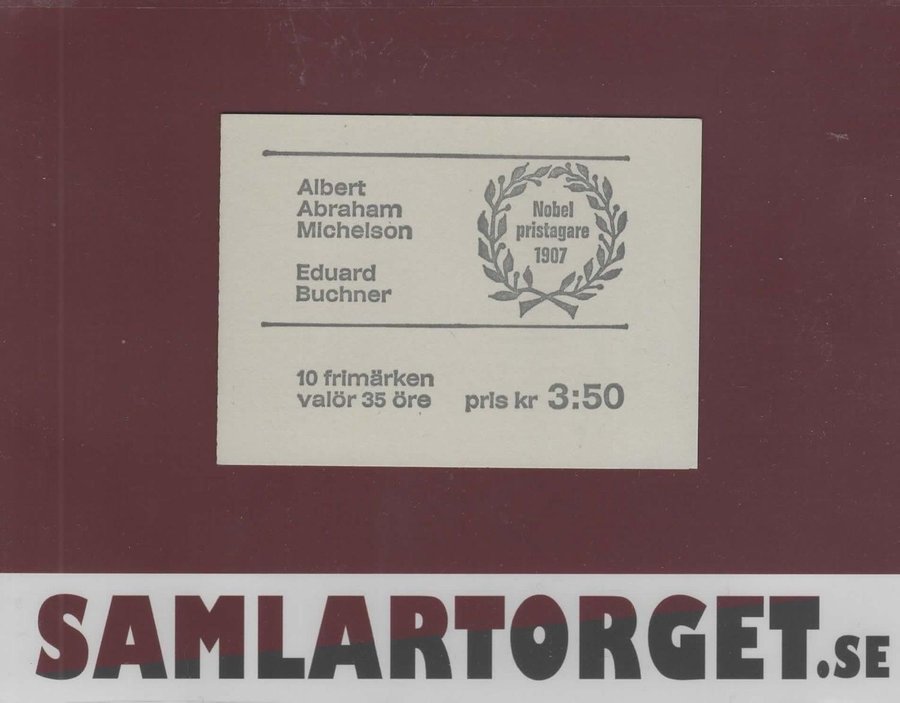 Albert
Abraham
Michelson
Eduard
Buchner
Nobel
pristagare
1907
10 frimärken
valör 35 öre
pris kr 3:50
SAMLARTORGET.SE